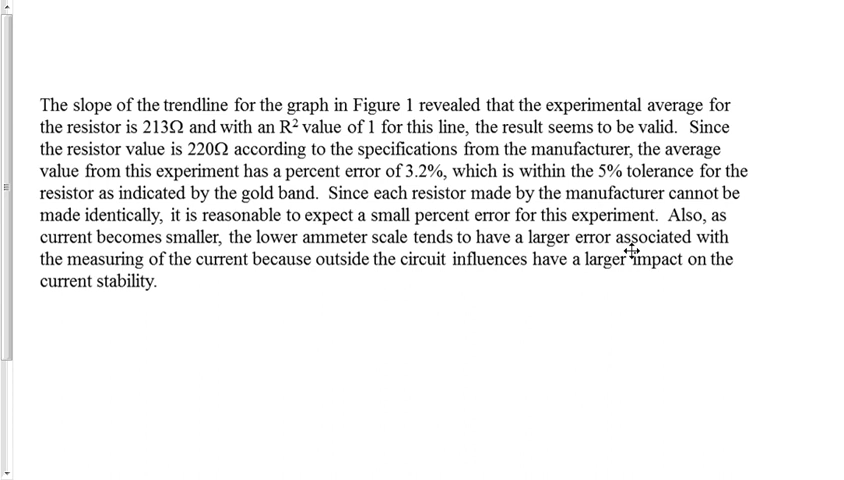 The slope of the trendline for the graph in Figure 1 revealed that the experimental average for
the resistor is 213Ω and with an R² value of 1 for this line, the result seems to be valid. Since
the resistor value is 220Ω according to the specifications from the manufacturer, the average
value from this experiment has a percent error of 3.2%, which is within the 5% tolerance for the
resistor as indicated by the gold band. Since each resistor made by the manufacturer cannot be
made identically, it is reasonable to expect a small percent error for this experiment. Also, as
current becomes smaller, the lower ammeter scale tends to have a larger error associated with
the measuring of the current because outside the circuit influences have a larger impact on the
current stability.